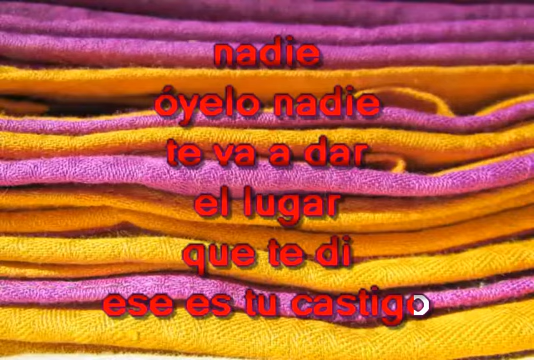 nadie
óyelo nadie
te va a dar
el lugar
que te di
ese es tu castigo